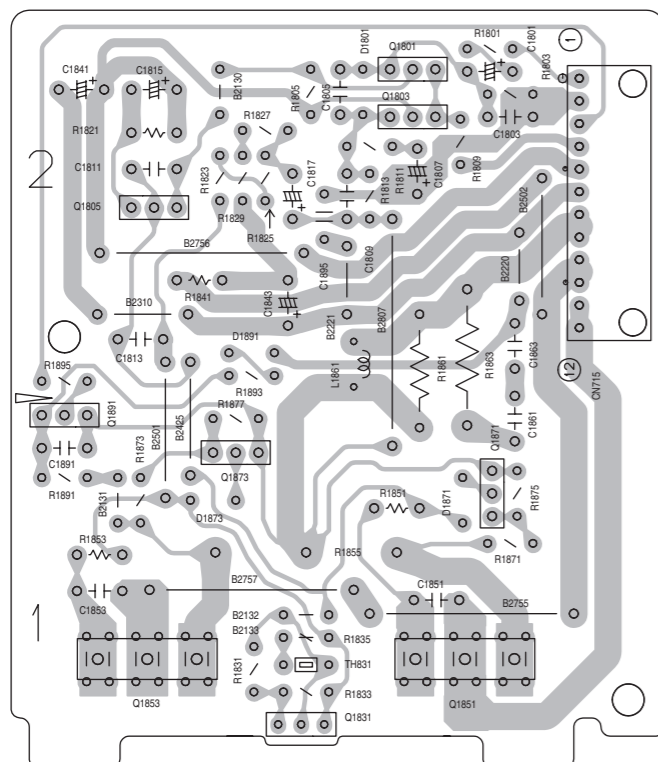 D1801
Q1801
R1801
C1801
1
R1803
C1841
C1815
B2130
R1805
C1805
Q1803
C1803
R1821
R1827
2
C1811
R1823
C1817
R1813
R1811
C1807
R1809
Q1805
R1829
R1825
B2502
B2756
C1895
C1809
B2220
R1841
C1843
B2310
B2221
B2807
C1813
D1891
L1861
R1861
R1863
C1863
12
CN715
R1895
R1893
Q1891
R1877
C1861
Q1871
C1891
R1873
B2501
B2425
Q1873
R1891
B2131
D1873
R1851
D1871
R1875
R1853
R1855
R1871
B2757
C1851
C1853
B2755
1
B2132
B2133
R1835
R1831
TH831
R1833
Q1853
Q1831
Q1851